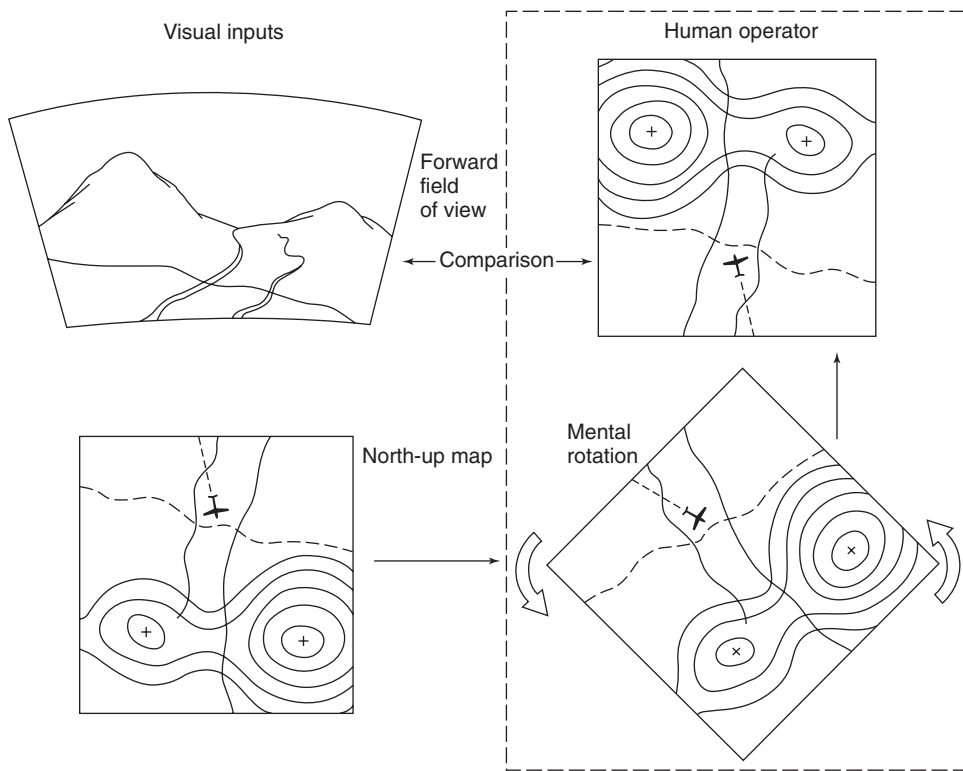 Visual inputs
Human operator
Forward
field
of view
Comparison
North-up map
Mental
rotation